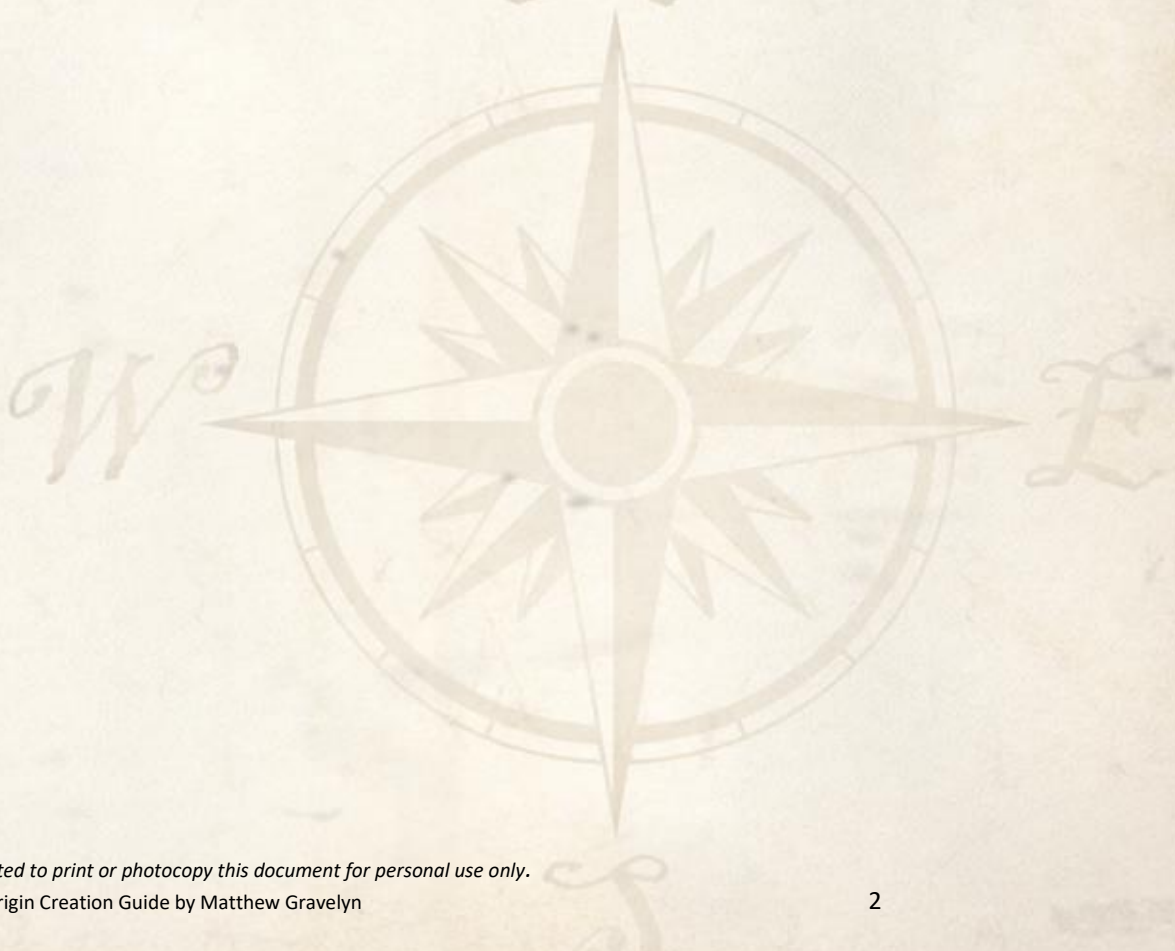 W
E
ted to print or photocopy this document for personal use only.
rigin Creation Guide by Matthew Gravelyn 2
S